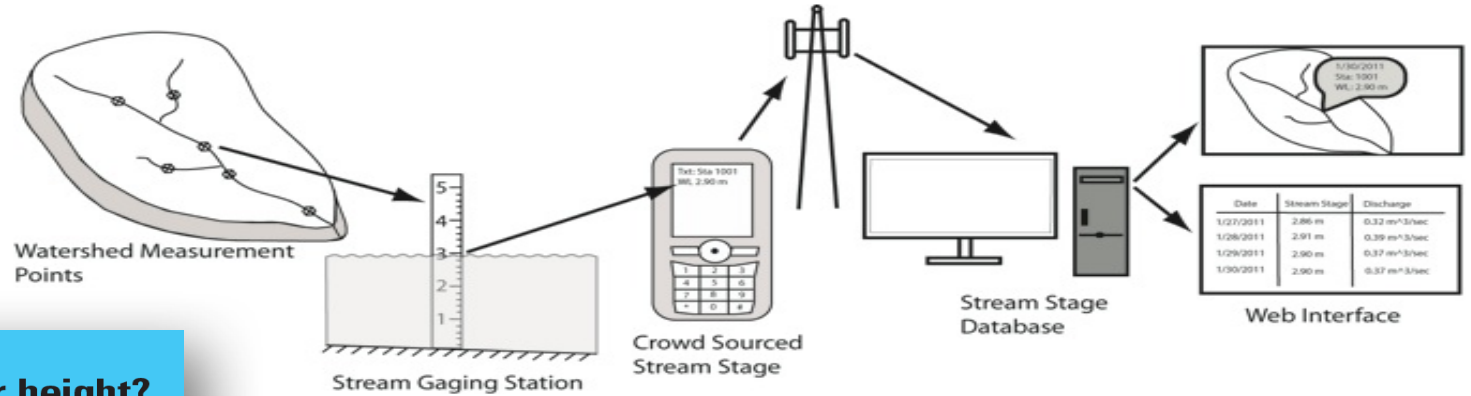 Watershed Measurement
Points
5
4
3
2
1
Stream Gaging Station
Txt: Sta 1001
WL 2.90 m
1 2 3
4 5 6
7 8 9
* 0 #
Crowd Sourced
Stream Stage
Stream Stage
Database
1/30/2011
Sta: 1001
WL: 2.90 m
Date Stream Stage Discharge
1/27/2011 2.86 m 0.32 m^3/sec
1/28/2011 2.91 m 0.39 m^3/sec
1/29/2011 2.90 m 0.37 m^3/sec
1/30/2011 2.90 m 0.37 m^3/sec
Web Interface
height?